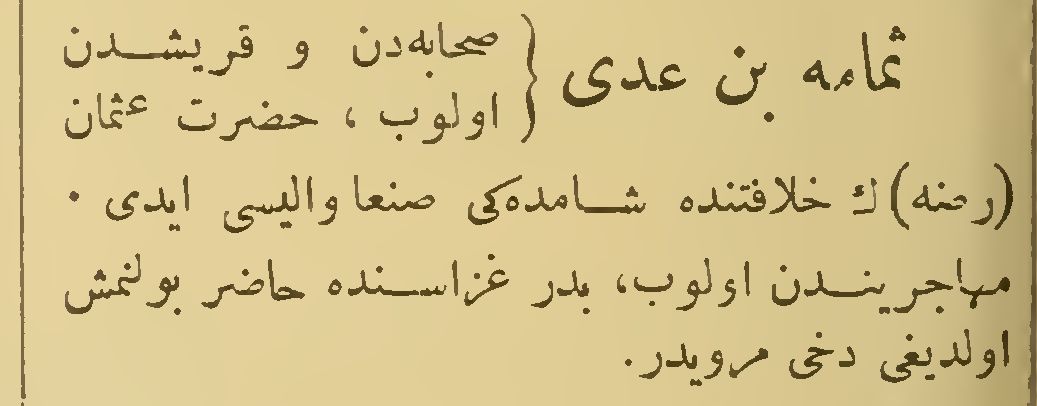 ثمامه بن عدی { صحابه‌دن و قریشدن
اولوب ، حضرت عثمان
(رضه) ك خلافتنده شامده‌کی صنعا والیسی ایدی .
مهاجریندن اولوب، بدر غزاسنده حاضر بولنمش
اولدیغی دخی مرویدر.